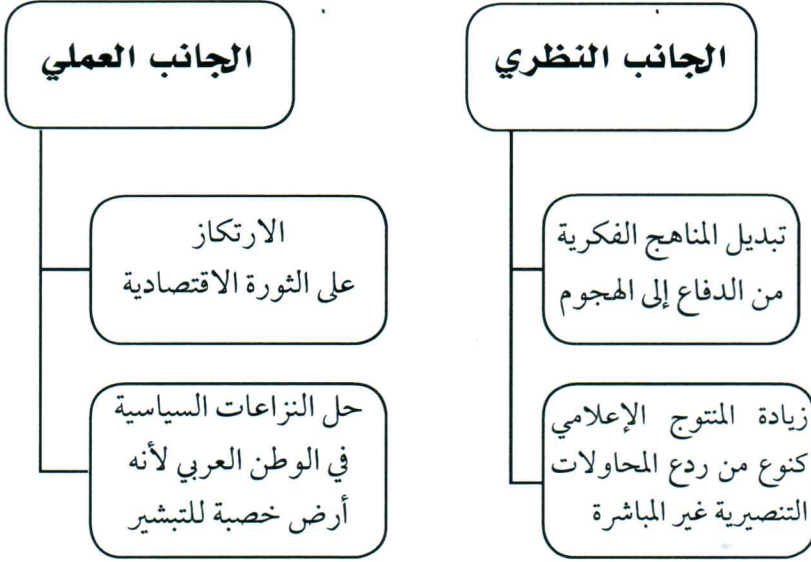 الجانب النظري
تبديل المناهج الفكرية
من الدفاع إلى الهجوم
زيادة المنتوج الإعلامي
كنوع من ردع المحاولات
التنصيرية غير المباشرة
الجانب العملي
الارتكاز
على الثورة الاقتصادية
حل النزاعات السياسية
في الوطن العربي لأنه
أرض خصبة للتبشير